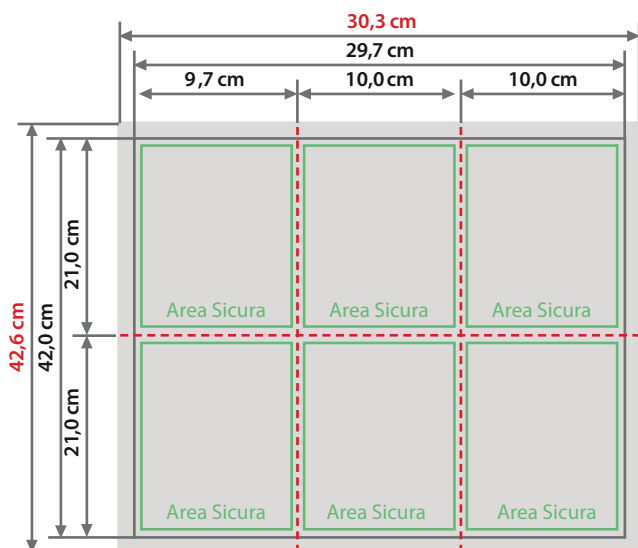 30,3 cm
29,7 cm
9,7 cm 10,0 cm 10,0 cm
42,6 cm
42,0 cm
21,0 cm
21,0 cm
Area Sicura Area Sicura Area Sicura
Area Sicura Area Sicura Area Sicura